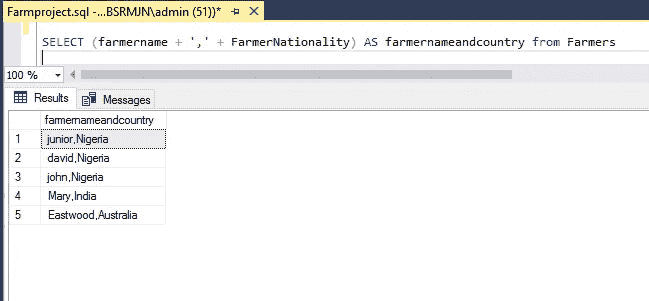 Farmproject.sql -...BSRMJN\admin (51))*
SELECT (farmername + ',' + FarmerNationality) AS farmernameandcountry from Farmers
100 %
Results Messages
farmernameandcountry
1 junior,Nigeria
2 david,Nigeria
3 john,Nigeria
4 Mary,India
5 Eastwood,Australia